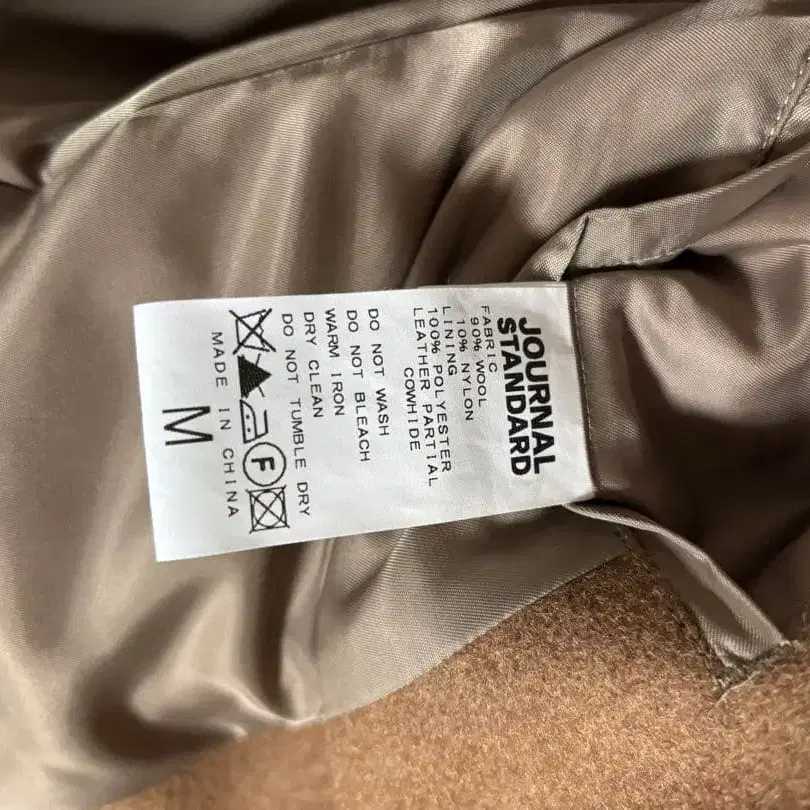 JOURNAL
STANDARD
FABRIC
90% WOOL
10% NYLON
LINING
100% POLYESTER
LEATHER PARTIAL
COWHIDE
DO NOT WASH
DO NOT BLEACH
WARM IRON
DRY CLEAN
DO NOT TUMBLE DRY
F
MADE IN CHINA
M